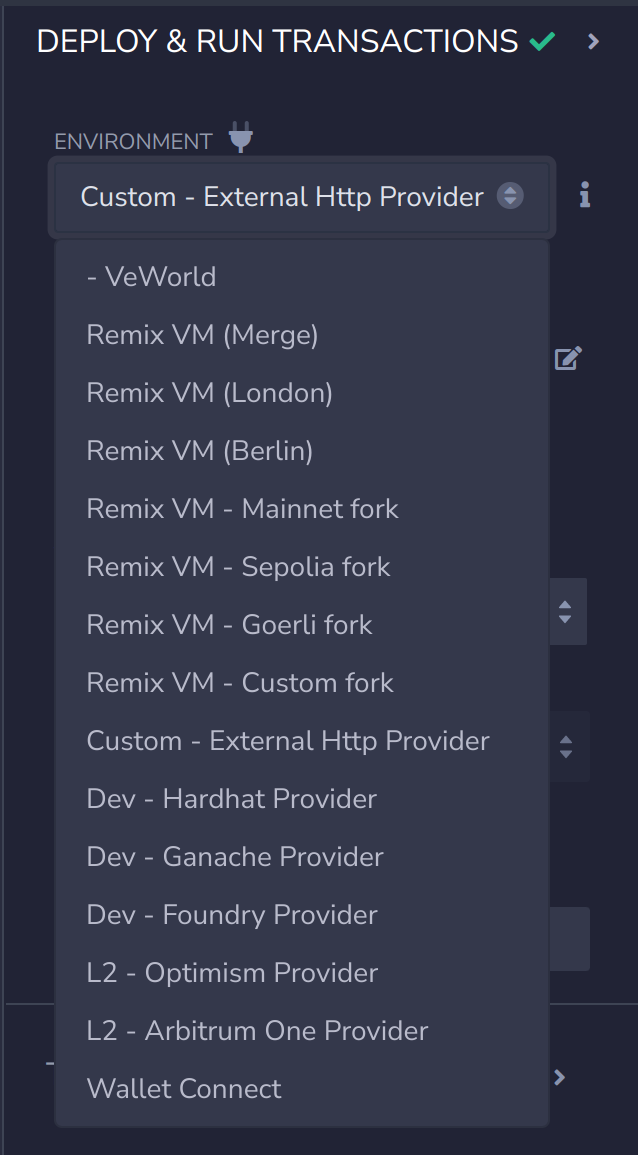 DEPLOY & RUN TRANSACTIONS
ENVIRONMENT
Custom - External Http Provider
- VeWorld
Remix VM (Merge)
Remix VM (London)
Remix VM (Berlin)
Remix VM - Mainnet fork
Remix VM - Sepolia fork
Remix VM - Goerli fork
Remix VM - Custom fork
Custom - External Http Provider
Dev - Hardhat Provider
Dev - Ganache Provider
Dev - Foundry Provider
L2 - Optimism Provider
L2 - Arbitrum One Provider
Wallet Connect